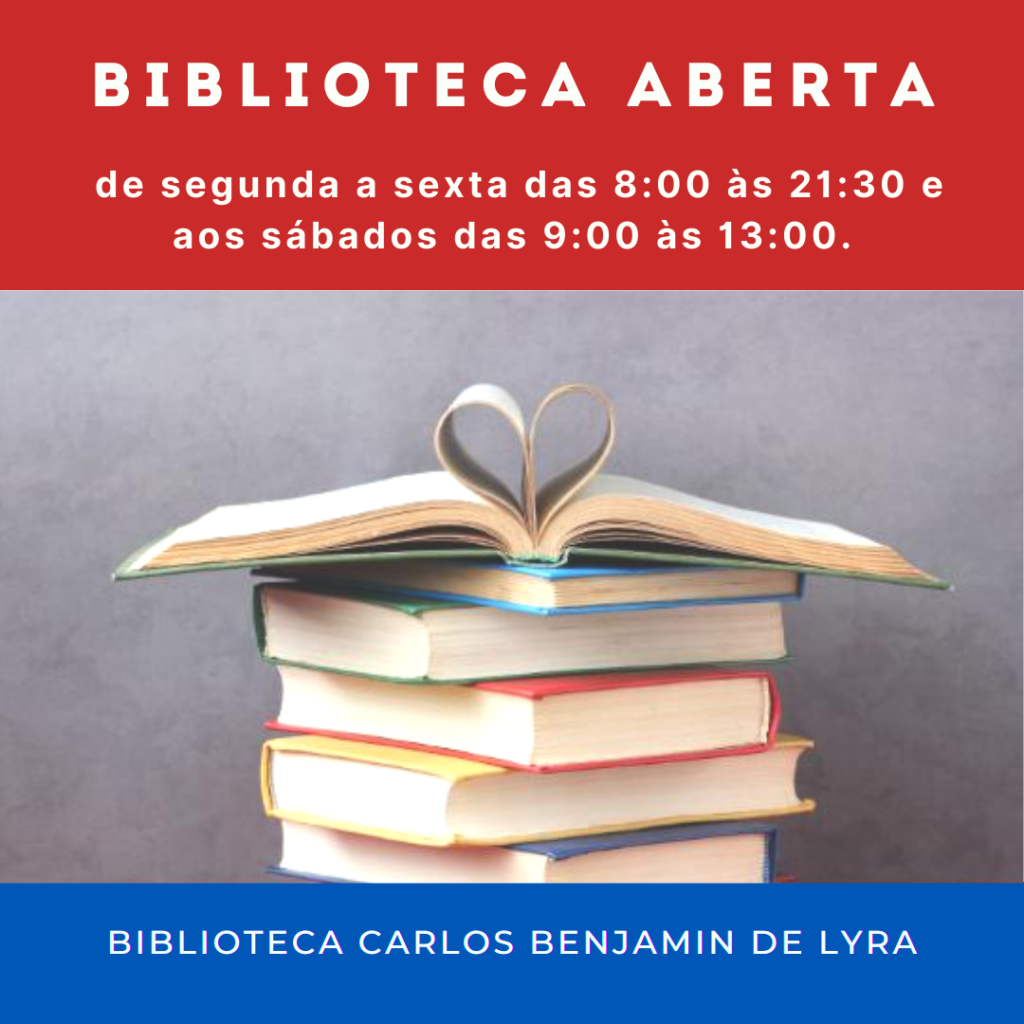 BIBLIOTECA ABERTA
de segunda a sexta das 8:00 às 21:30 e
aos sábados das 9:00 às 13:00.
BIBLIOTECA CARLOS BENJAMIN DE LYRA